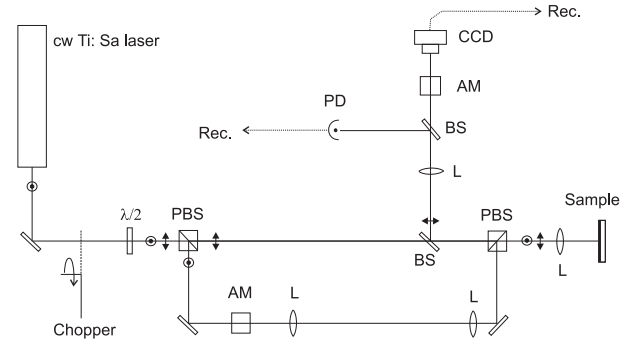 Rec.
cw Ti: Sa laser
CCD
AM
PD
Rec.
BS
L
Sample
λ/2
PBS
PBS
BS
L
AM
L
L
Chopper